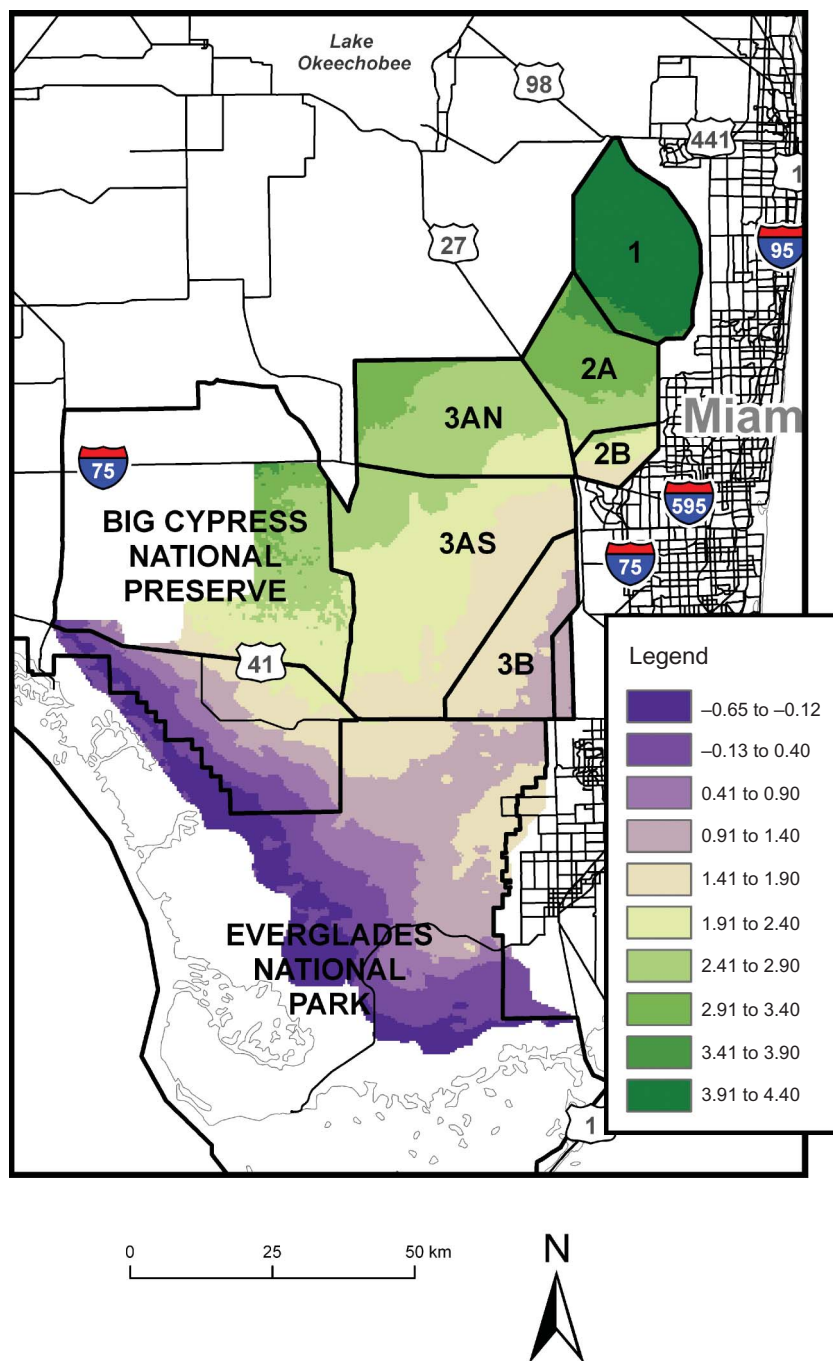 Lake
Okeechobee
98
441
1
27
95
1
2A
Miam
3AN
2B
75
595
BIG CYPRESS
NATIONAL
PRESERVE
3AS
75
41
3B
Legend
–0.65 to –0.12
–0.13 to 0.40
0.41 to 0.90
0.91 to 1.40
1.41 to 1.90
1.91 to 2.40
2.41 to 2.90
2.91 to 3.40
3.41 to 3.90
3.91 to 4.40
EVERGLADES
NATIONAL
PARK
1
0 25 50 km
N